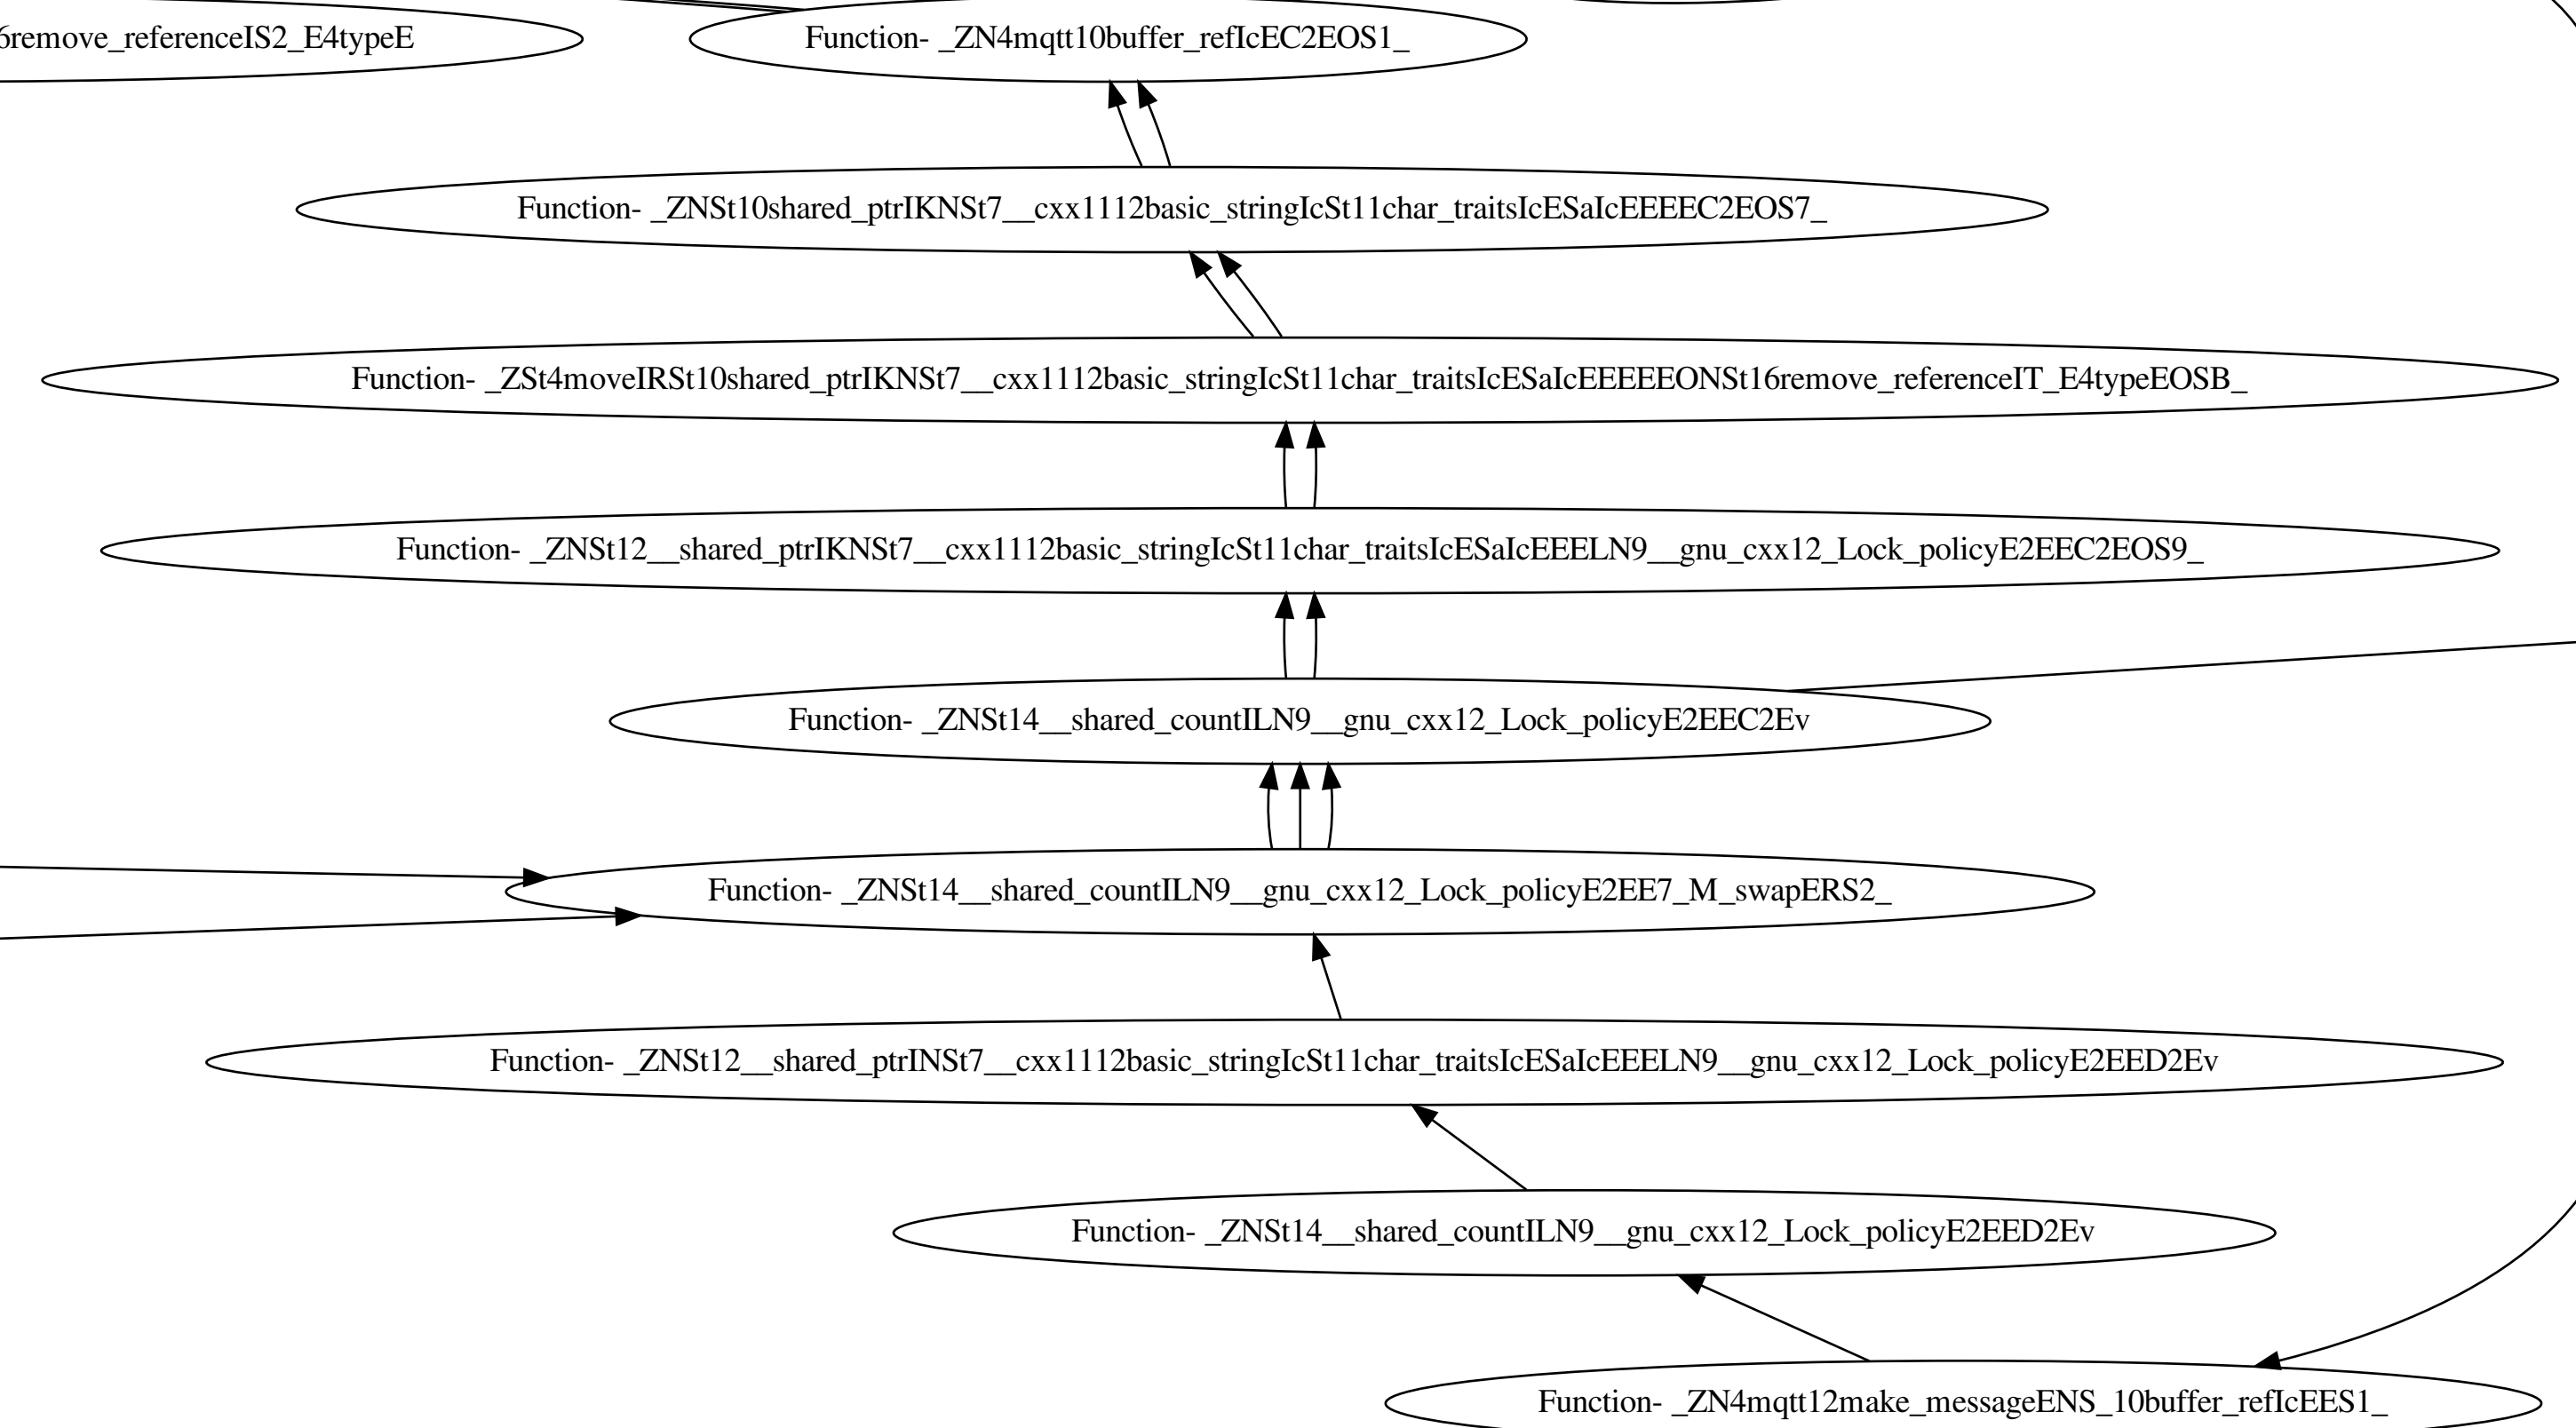 6remove_referenceIS2_E4typeE
Function- _ZN4mqtt10buffer_refIcEC2EOS1_
Function- _ZNSt10shared_ptrIKNSt7__cxx1112basic_stringIcSt11char_traitsIcESaIcEEEEC2EOS7_
Function- _ZSt4moveIRSt10shared_ptrIKNSt7__cxx1112basic_stringIcSt11char_traitsIcESaIcEEEEEONSt16remove_referenceIT_E4typeEOSB_
Function- _ZNSt12__shared_ptrIKNSt7__cxx1112basic_stringIcSt11char_traitsIcESaIcEEELN9__gnu_cxx12_Lock_policyE2EEC2EOS9_
Function- _ZNSt14__shared_countILN9__gnu_cxx12_Lock_policyE2EEC2Ev
Function- _ZNSt14__shared_countILN9__gnu_cxx12_Lock_policyE2EE7_M_swapERS2_
Function- _ZNSt12__shared_ptrINSt7__cxx1112basic_stringIcSt11char_traitsIcESaIcEEELN9__gnu_cxx12_Lock_policyE2EED2Ev
Function- _ZNSt14__shared_countILN9__gnu_cxx12_Lock_policyE2EED2Ev
Function- _ZN4mqtt12make_messageENS_10buffer_refIcEES1_